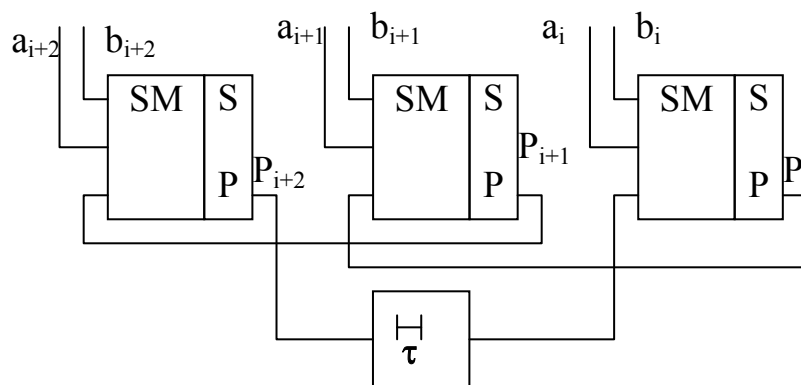 a_{i+2} b_{i+2} a_{i+1} b_{i+1} a_i b_i
SM S SM S SM S
P_{i+1}
P P_{i+2} P P P
τ